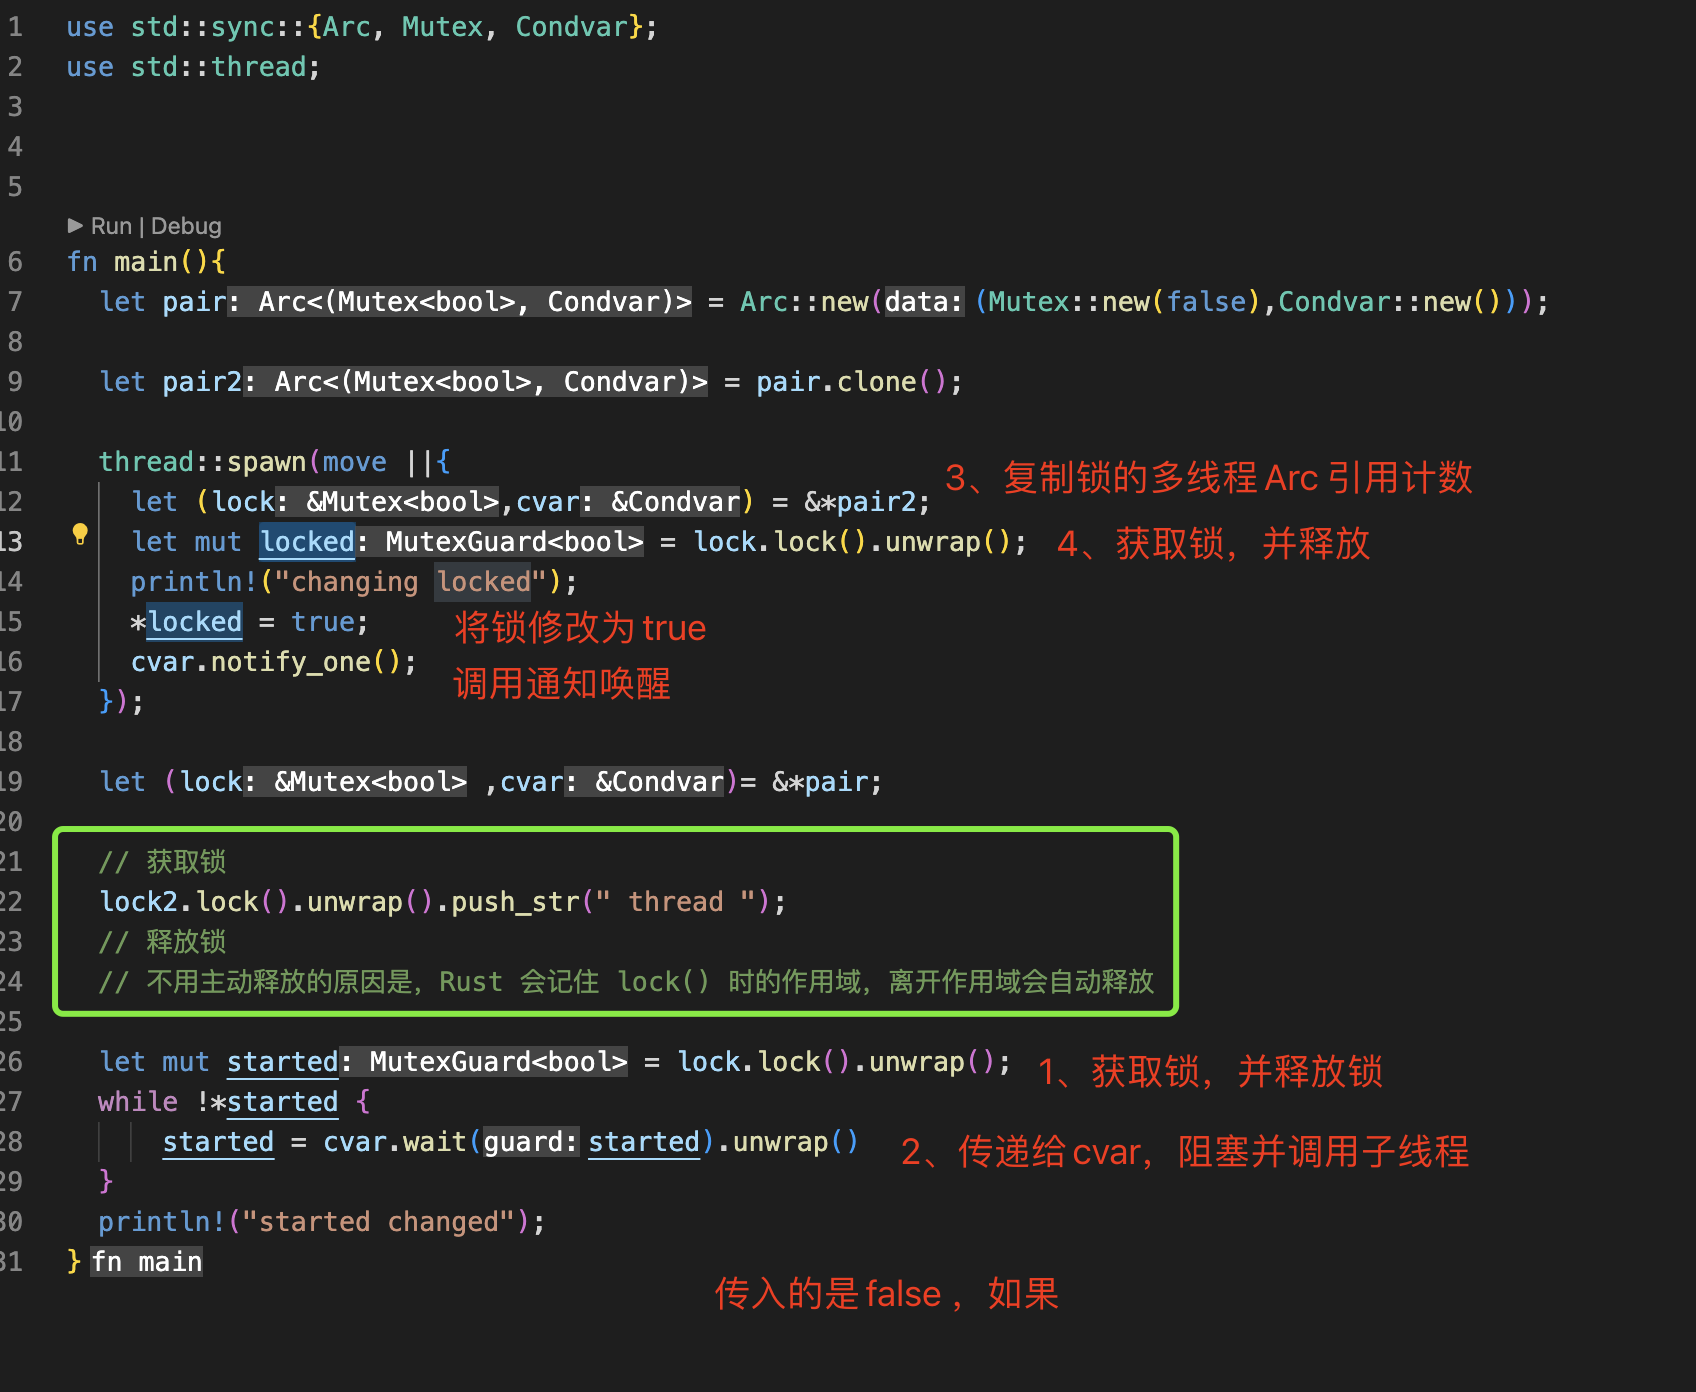 1 use std::sync::{Arc, Mutex, Condvar};
2 use std::thread;
3
4
5
▶ Run | Debug
6 fn main(){
7 let pair: Arc<(Mutex<bool>, Condvar)> = Arc::new(data: (Mutex::new(false),Condvar::new()));
8
9 let pair2: Arc<(Mutex<bool>, Condvar)> = pair.clone();
10
11 thread::spawn(move ||{
12 let (lock: &Mutex<bool>,cvar: &Condvar) = &*pair2; 3、复制锁的多线程 Arc 引用计数
13 let mut locked: MutexGuard<bool> = lock.lock().unwrap(); 4、获取锁，并释放
14 println!("changing locked");
15 *locked = true; 将锁修改为 true
16 cvar.notify_one(); 调用通知唤醒
17 });
18
19 let (lock: &Mutex<bool> ,cvar: &Condvar)= &*pair;
20
21 // 获取锁
22 lock2.lock().unwrap().push_str(" thread ");
23 // 释放锁
24 // 不用主动释放的原因是，Rust 会记住 lock() 时的作用域，离开作用域会自动释放
25
26 let mut started: MutexGuard<bool> = lock.lock().unwrap(); 1、获取锁，并释放锁
27 while !*started {
28 started = cvar.wait(guard: started).unwrap() 2、传递给 cvar，阻塞并调用子线程
29 }
30 println!("started changed");
31 } fn main
传入的是 false ，如果